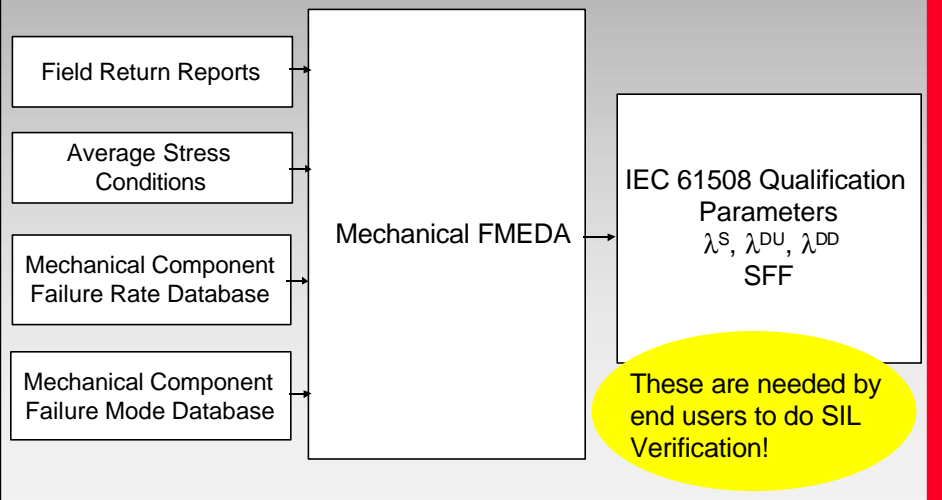 Field Return Reports
Average Stress
Conditions
Mechanical Component
Failure Rate Database
Mechanical Component
Failure Mode Database
Mechanical FMEDA
IEC 61508 Qualification
Parameters
λS, λDU, λDD
SFF
These are needed by
end users to do SIL
Verification!